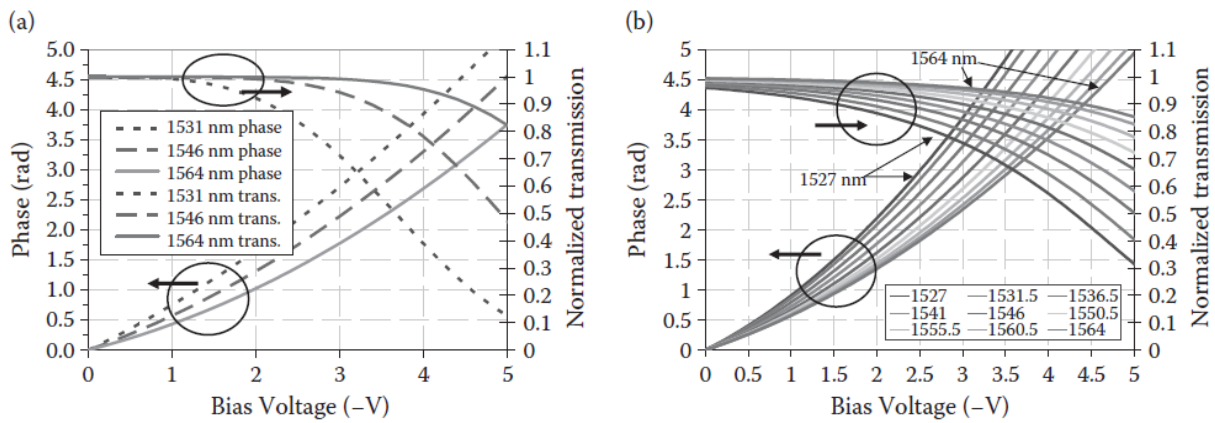 (a)
5.0
4.5
4.0
3.5
3.0
2.5
2.0
1.5
1.0
0.5
0.0
Phase (rad)
1531 nm phase
1546 nm phase
1564 nm phase
1531 nm trans.
1546 nm trans.
1564 nm trans.
1.1
1
0.9
0.8
0.7
0.6
0.5
0.4
0.3
0.2
0.1
0
Normalized transmission
0 1 2 3 4 5
Bias Voltage (–V)
(b)
5
4.5
4
3.5
3
2.5
2
1.5
1
0.5
0
Phase (rad)
1564 nm
1527 nm
1527 1531.5 1536.5
1541 1546 1550.5
1555.5 1560.5 1564
1.1
1
0.9
0.8
0.7
0.6
0.5
0.4
0.3
0.2
0.1
0
Normalized transmission
0 0.5 1 1.5 2 2.5 3 3.5 4 4.5 5
Bias Voltage (–V)